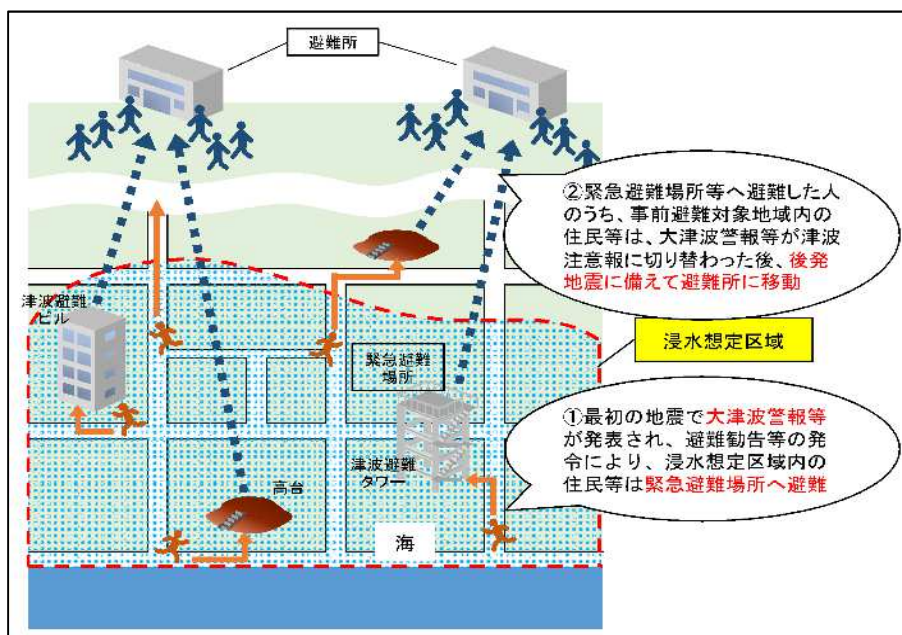 避難所
②緊急避難場所等へ避難した人
のうち、事前避難対象地域内の
住民等は、大津波警報等が津波
注意報に切り替わった後、後発
地震に備えて避難所に移動
津波避難
ビル
緊急避難
場所
浸水想定区域
①最初の地震で大津波警報等
が発表され、避難勧告等の発
令により、浸水想定区域内の
住民等は緊急避難場所へ避難
津波避難
タワー
高台
海